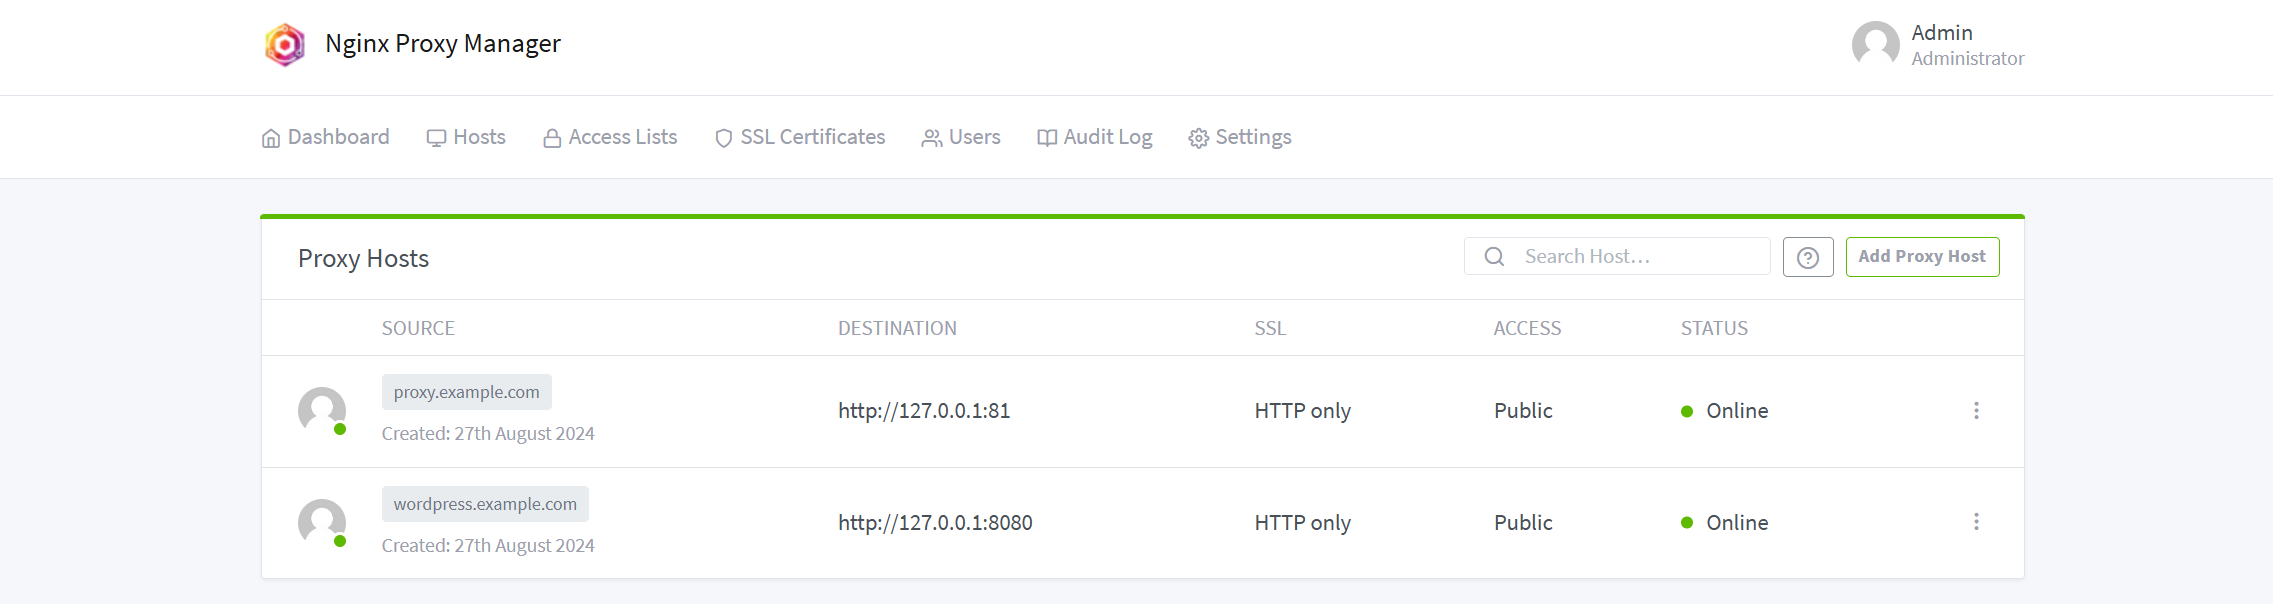 Nginx Proxy Manager
Admin
Administrator
Dashboard Hosts Access Lists SSL Certificates Users Audit Log Settings
Proxy Hosts
Search Host…
Add Proxy Host
SOURCE DESTINATION SSL ACCESS STATUS
proxy.example.com
Created: 27th August 2024
http://127.0.0.1:81 HTTP only Public Online
wordpress.example.com
Created: 27th August 2024
http://127.0.0.1:8080 HTTP only Public Online